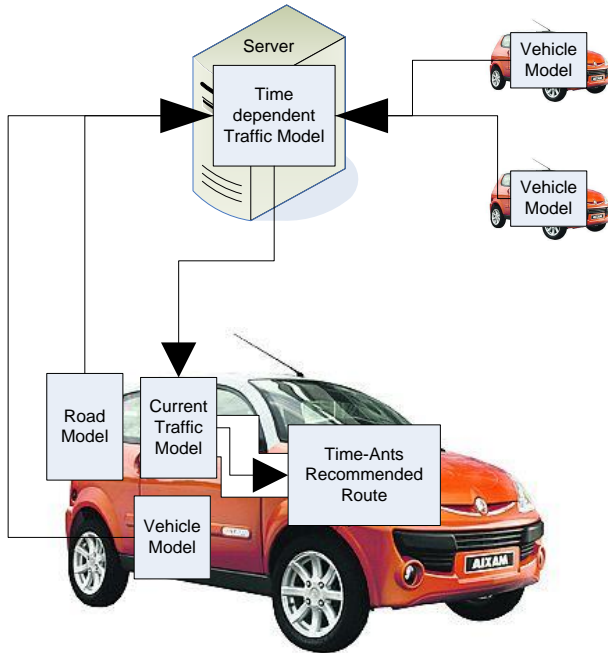 Server
Time
dependent
Traffic Model
Vehicle
Model
Vehicle
Model
Road
Model
Current
Traffic
Model
Time-Ants
Recommended
Route
Vehicle
Model
AIXAM